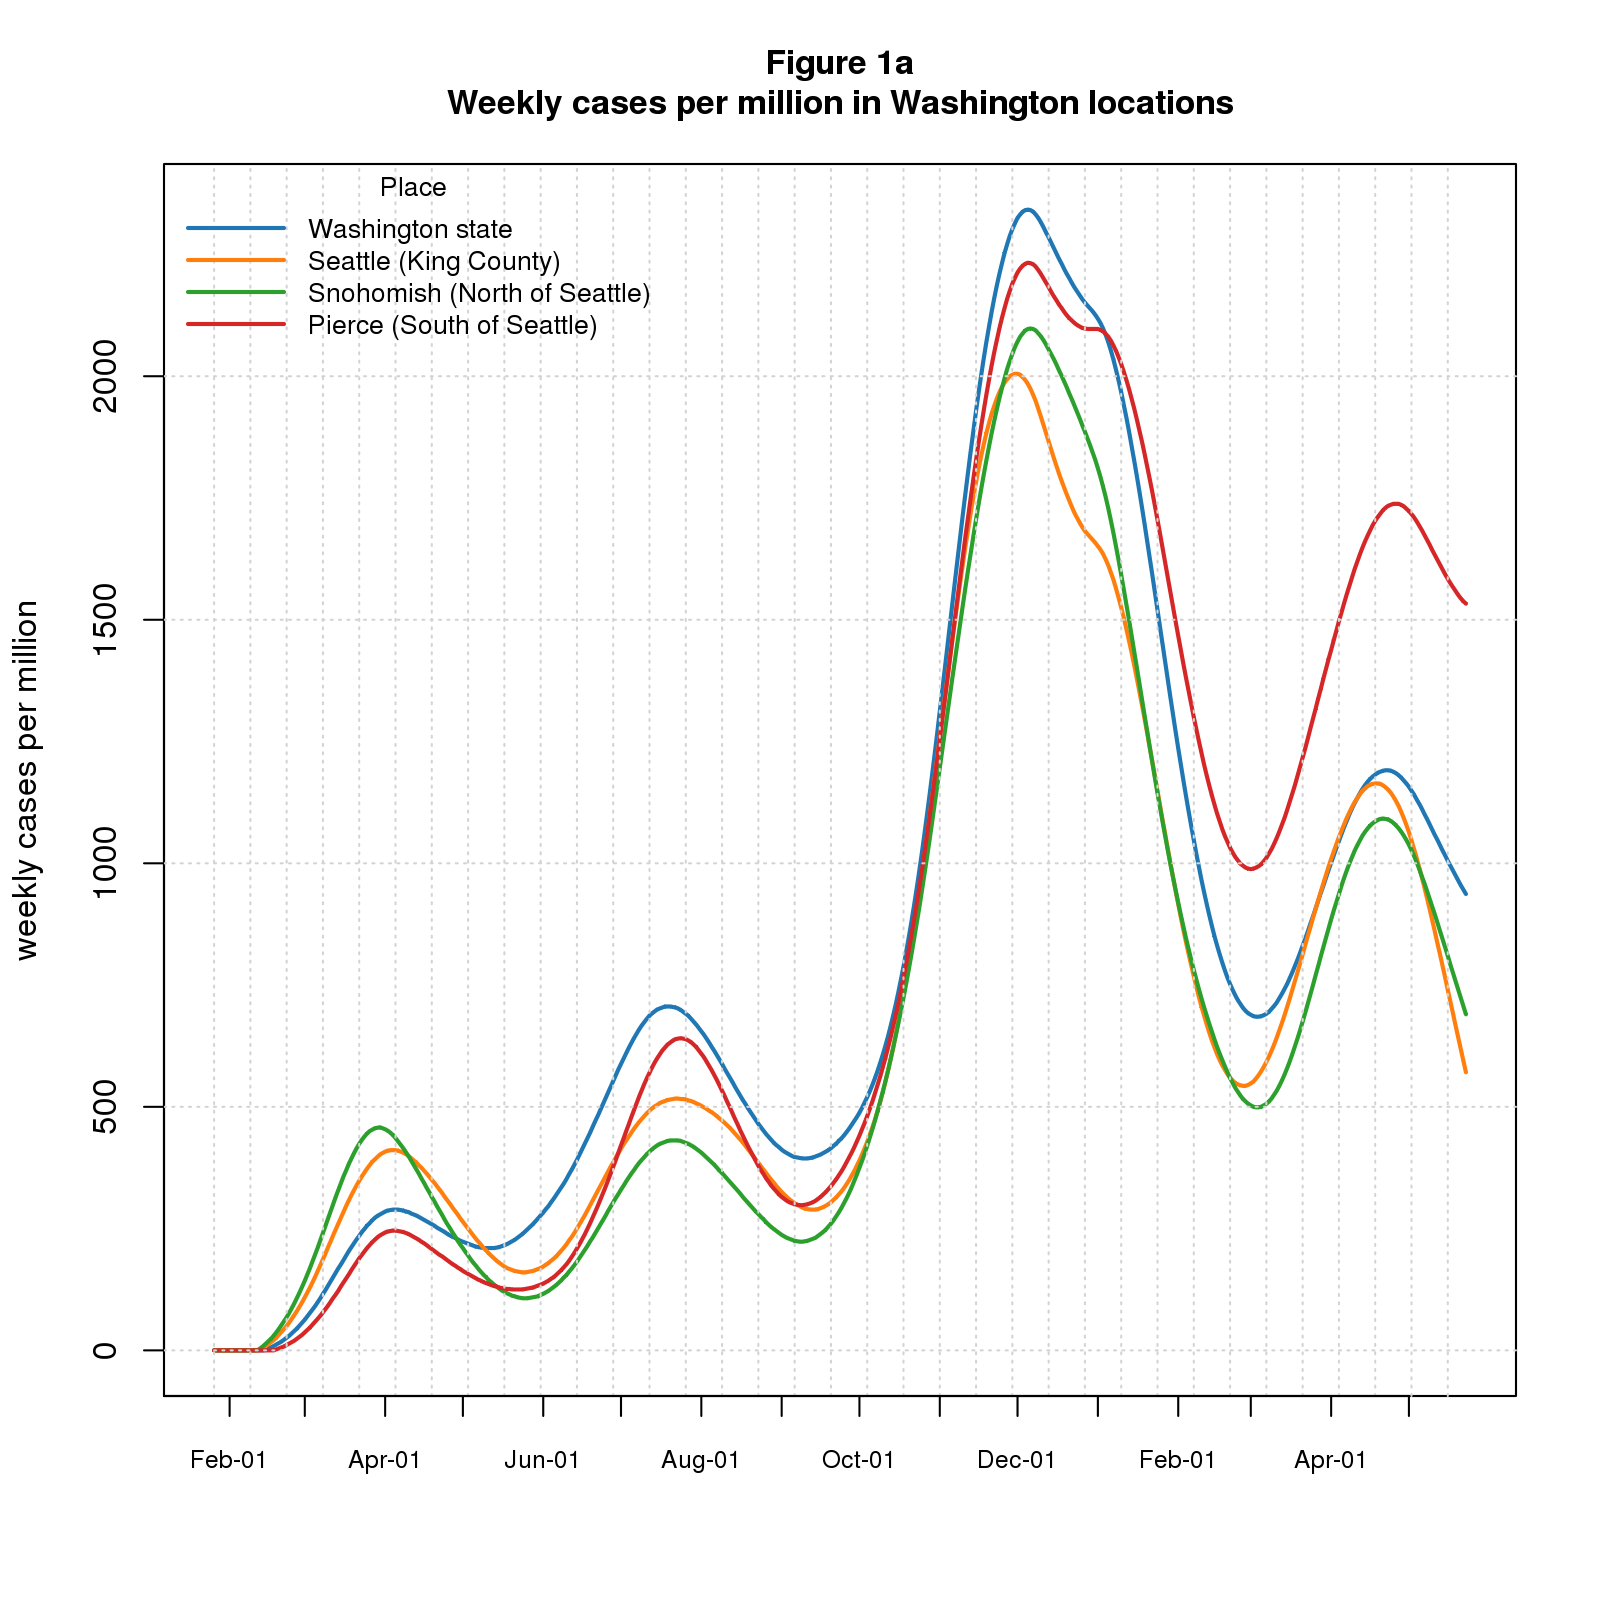 Figure 1a
Weekly cases per million in Washington locations
Place
Washington state
Seattle (King County)
Snohomish (North of Seattle)
Pierce (South of Seattle)
weekly cases per million
2000
1500
1000
500
0
Feb-01 Apr-01 Jun-01 Aug-01 Oct-01 Dec-01 Feb-01 Apr-01